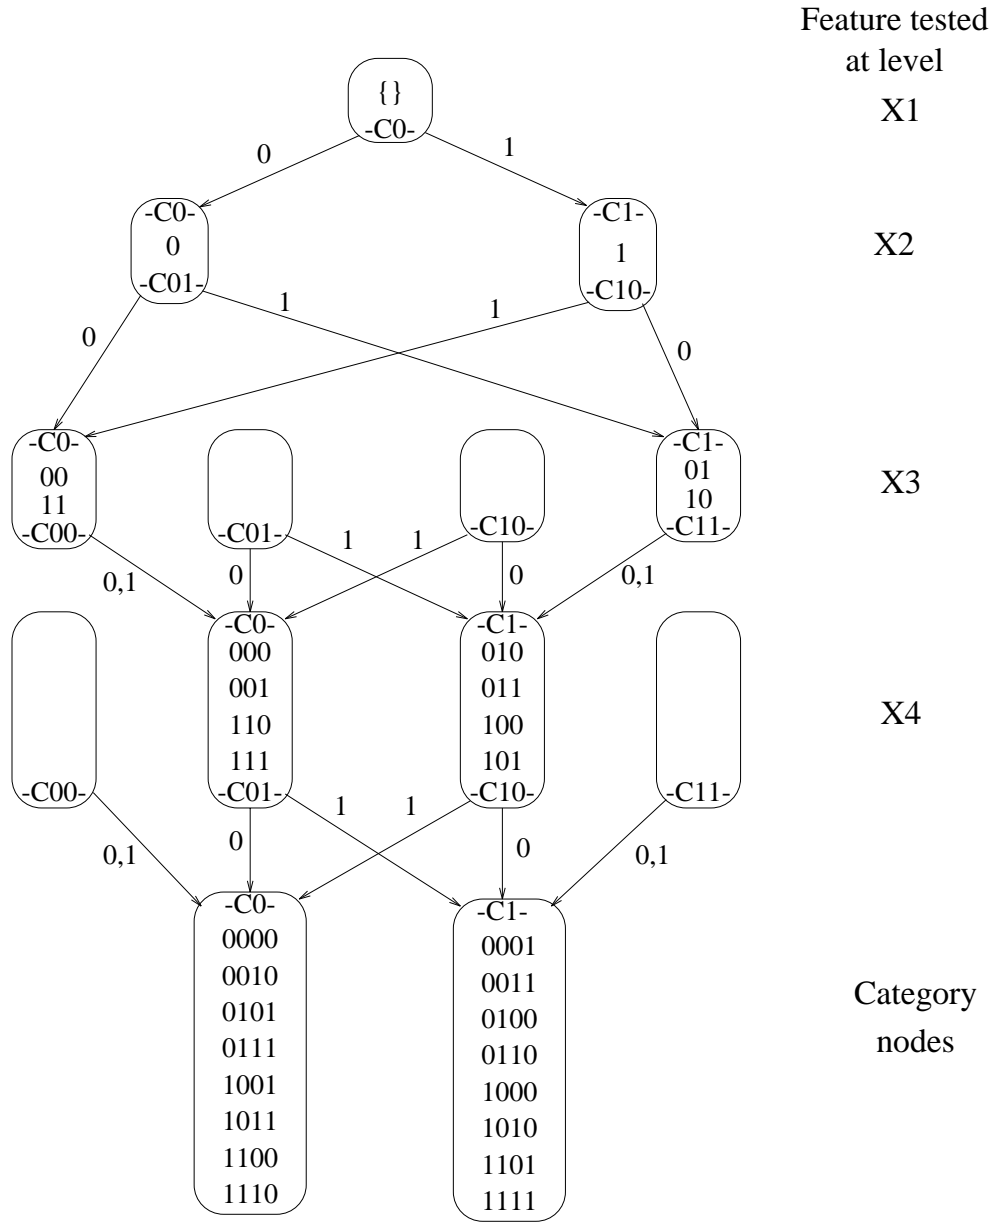 Feature tested
at level
{}
-C0-
X1
0
1
-C0-
0
-C01-
-C1-
1
-C10-
X2
0
1
1
0
-C0-
00
11
-C00-
-C01-
-C10-
-C1-
01
10
-C11-
X3
0,1
0
1
1
0
0,1
-C00-
-C0-
000
001
110
111
-C01-
-C1-
010
011
100
101
-C10-
-C11-
X4
0,1
0
1
1
0
0,1
-C0-
0000
0010
0101
0111
1001
1011
1100
1110
-C1-
0001
0011
0100
0110
1000
1010
1101
1111
Category
nodes